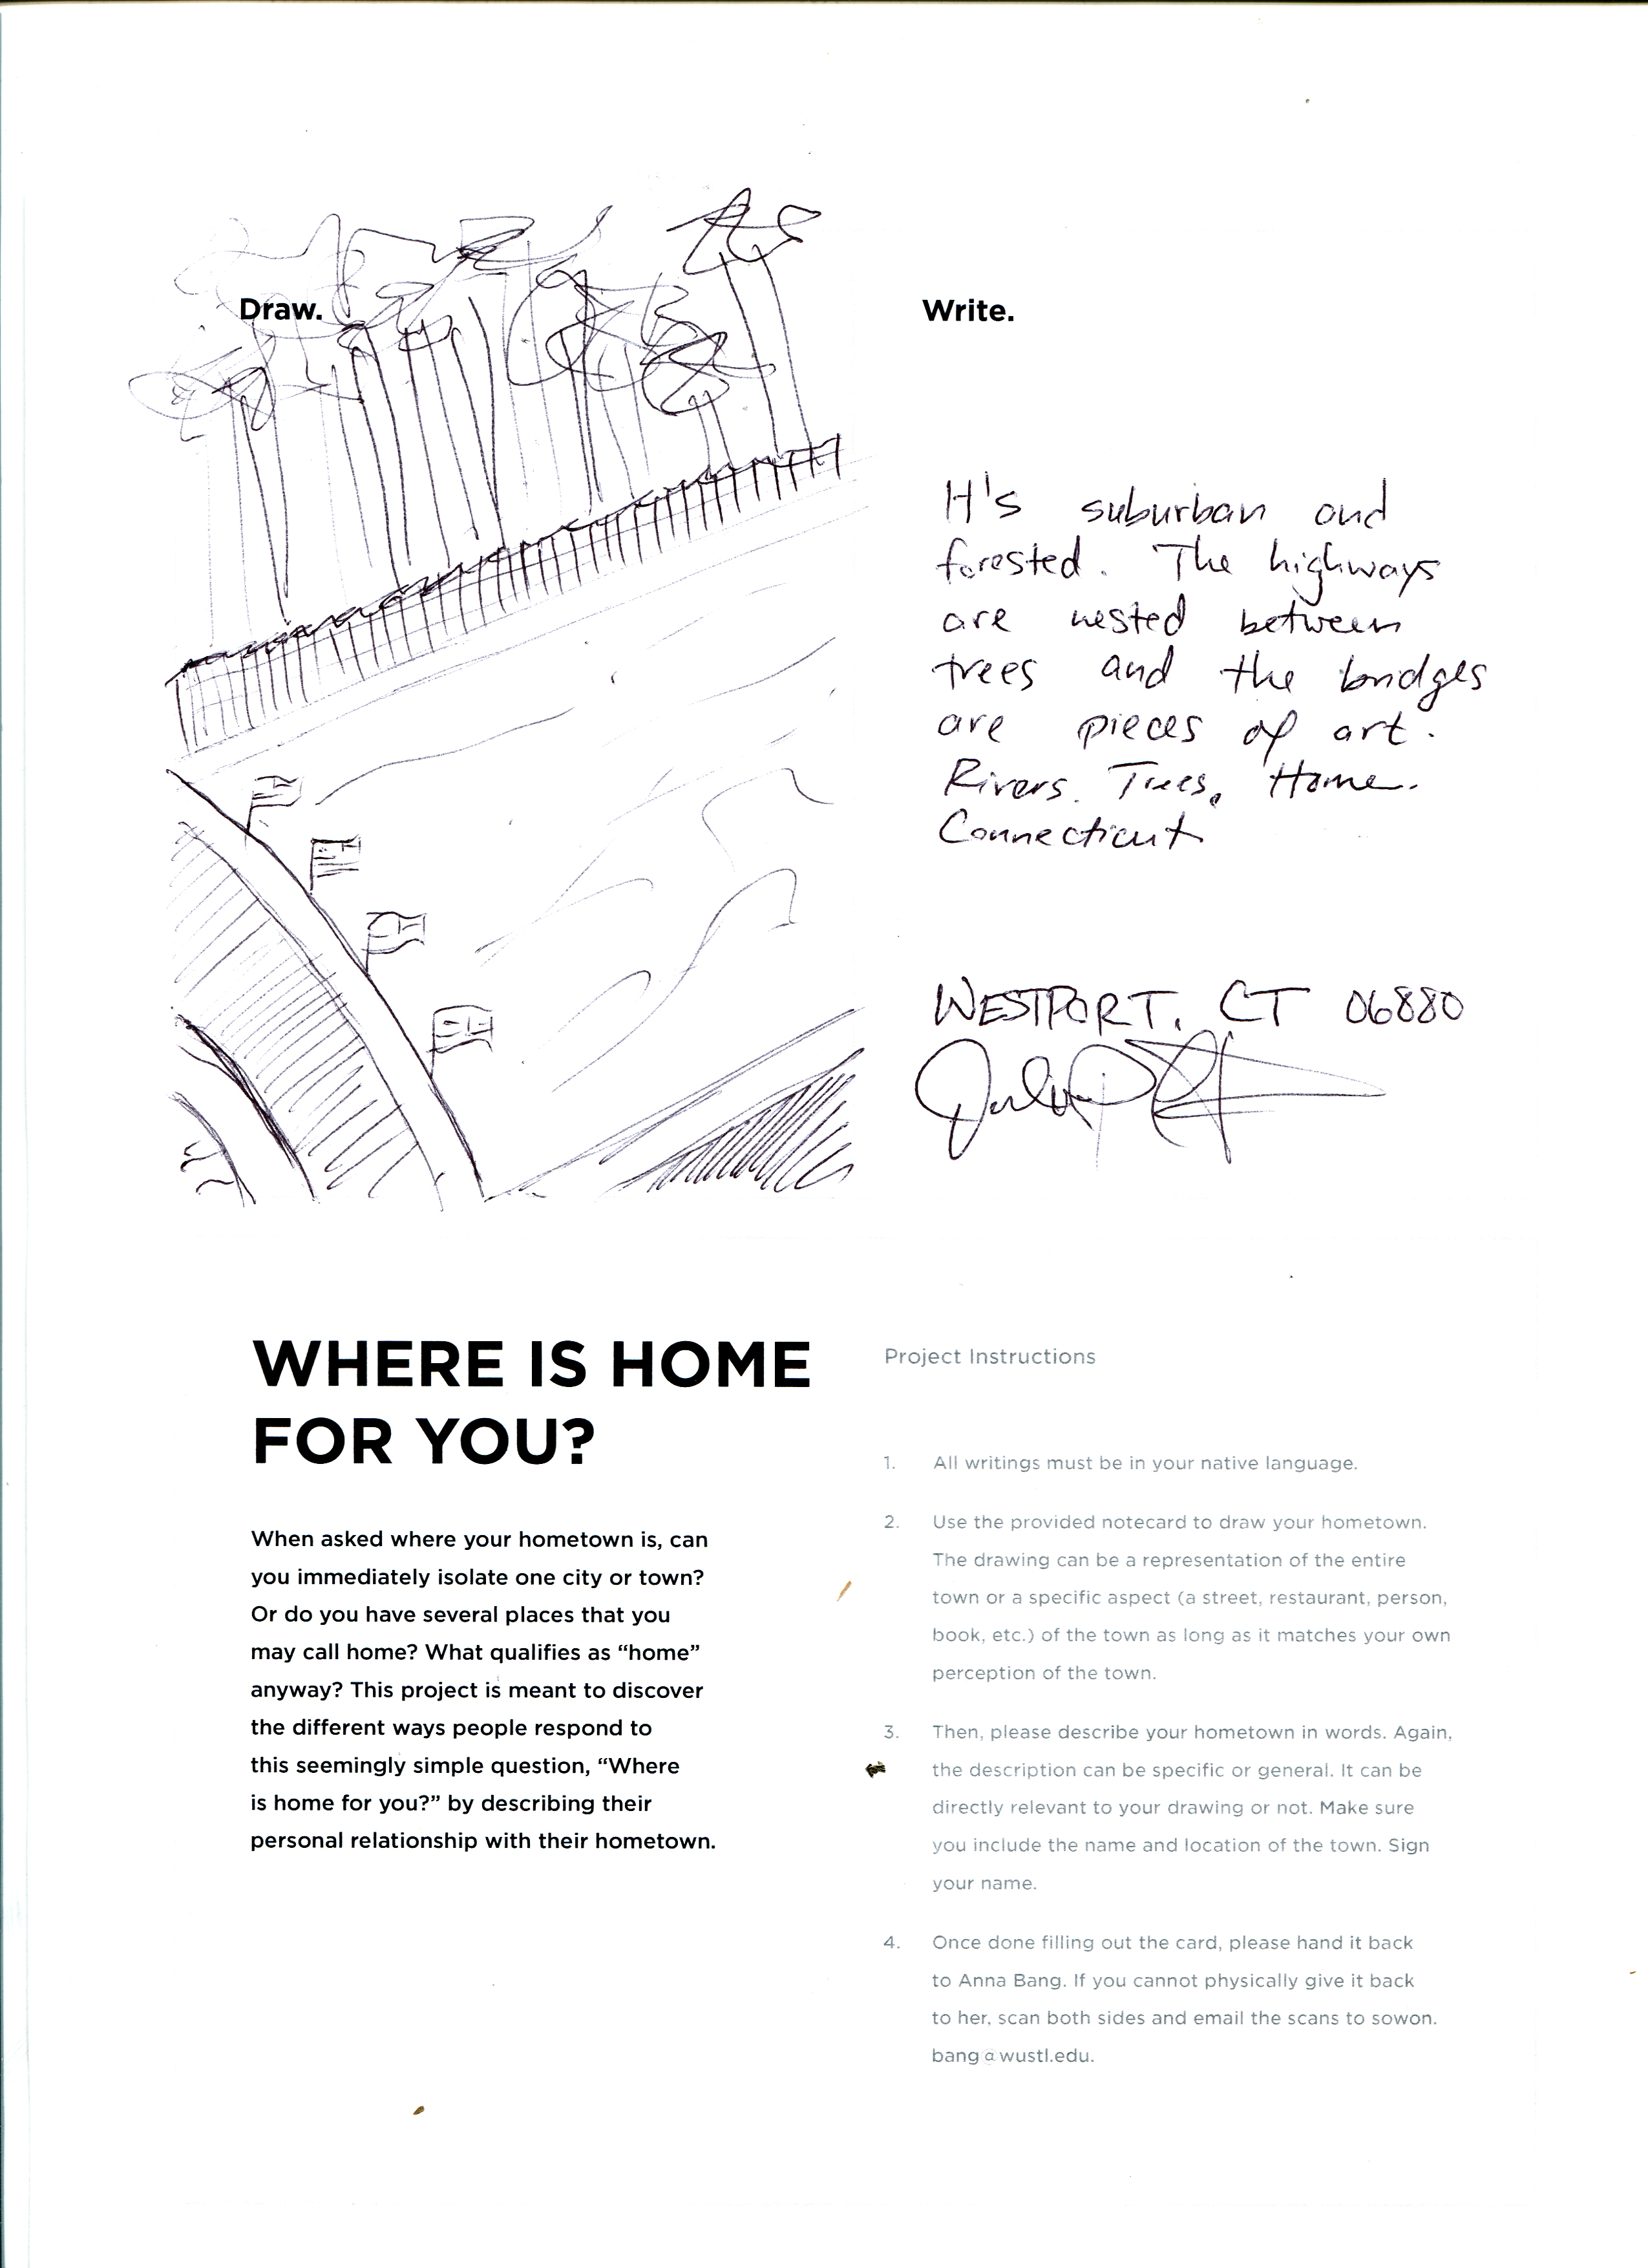 Draw.
Write.
It's suburban and
forested. The highways
are nested between
trees and the bridges
are pieces of art.
Rivers. Trees. Home.
Connecticut
WESTPORT, CT 06880
WHERE IS HOME
FOR YOU?
When asked where your hometown is, can
you immediately isolate one city or town?
Or do you have several places that you
may call home? What qualifies as “home”
anyway? This project is meant to discover
the different ways people respond to
this seemingly simple question, “Where
is home for you?” by describing their
personal relationship with their hometown.
Project Instructions
1. All writings must be in your native language.
2. Use the provided notecard to draw your hometown.
The drawing can be a representation of the entire
town or a specific aspect (a street, restaurant, person,
book, etc.) of the town as long as it matches your own
perception of the town.
3. Then, please describe your hometown in words. Again,
the description can be specific or general. It can be
directly relevant to your drawing or not. Make sure
you include the name and location of the town. Sign
your name.
4. Once done filling out the card, please hand it back
to Anna Bang. If you cannot physically give it back
to her, scan both sides and email the scans to sowon.
bang@wustl.edu.